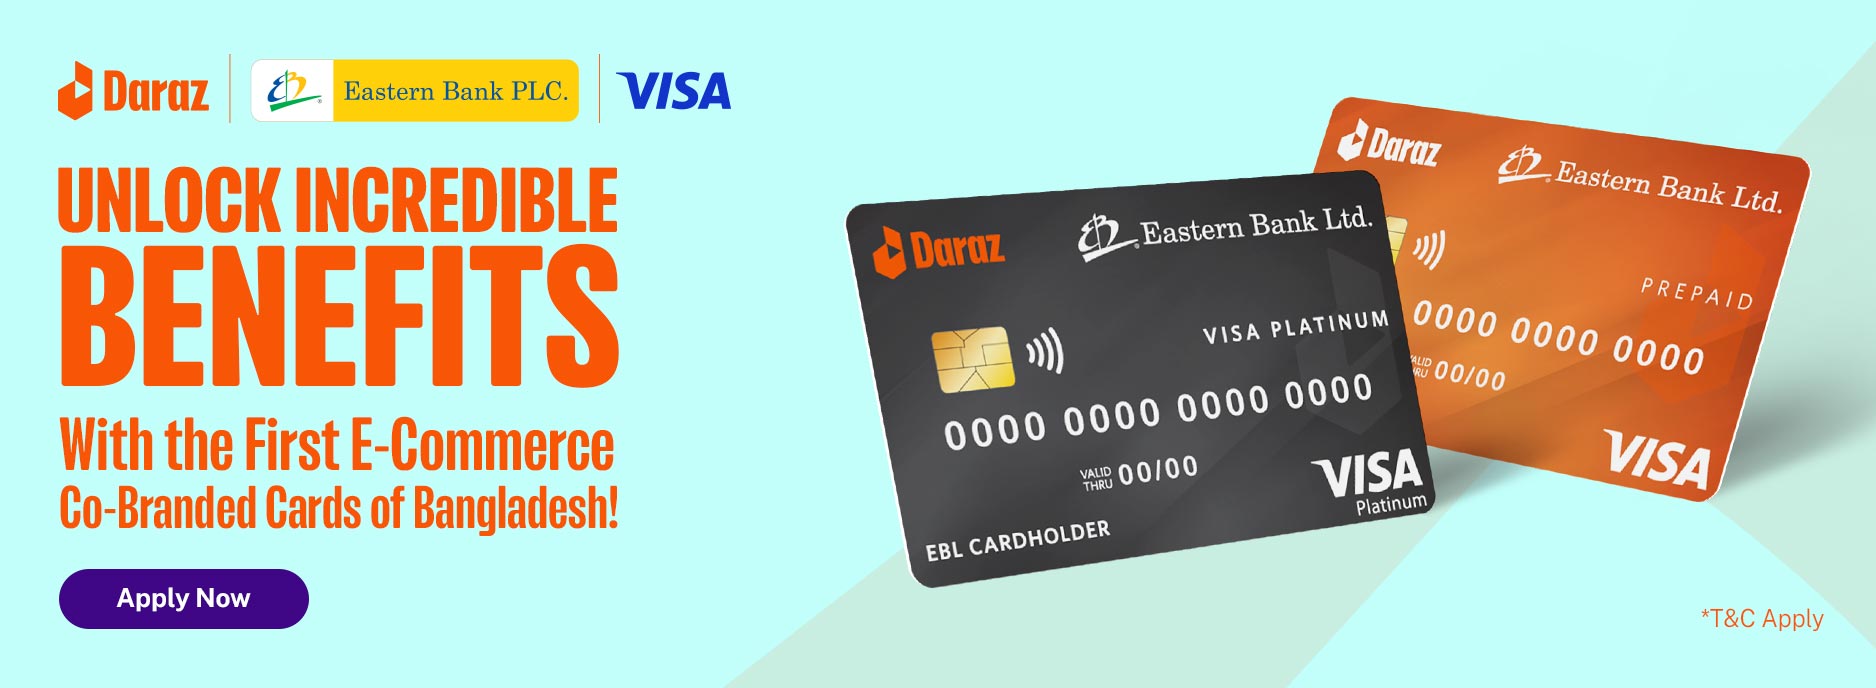 Daraz
Eastern Bank PLC.
VISA
UNLOCK INCREDIBLE
BENEFITS
With the First E-Commerce
Co-Branded Cards of Bangladesh!
Apply Now
Daraz
Eastern Bank Ltd.
VISA PLATINUM
0000 0000 0000 0000
VALID
THRU 00/00
VISA
Platinum
EBL CARDHOLDER
Daraz
Eastern Bank Ltd.
PREPAID
0000 0000 0000
00/00
VISA
*T&C Apply